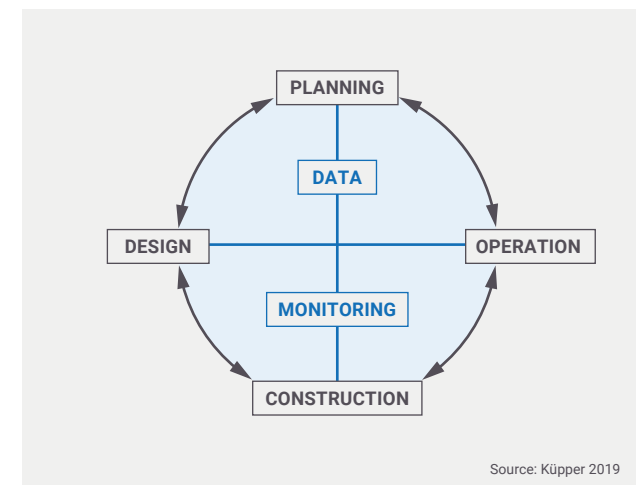 PLANNING
DATA
DESIGN
OPERATION
MONITORING
CONSTRUCTION
Source: Küpper 2019